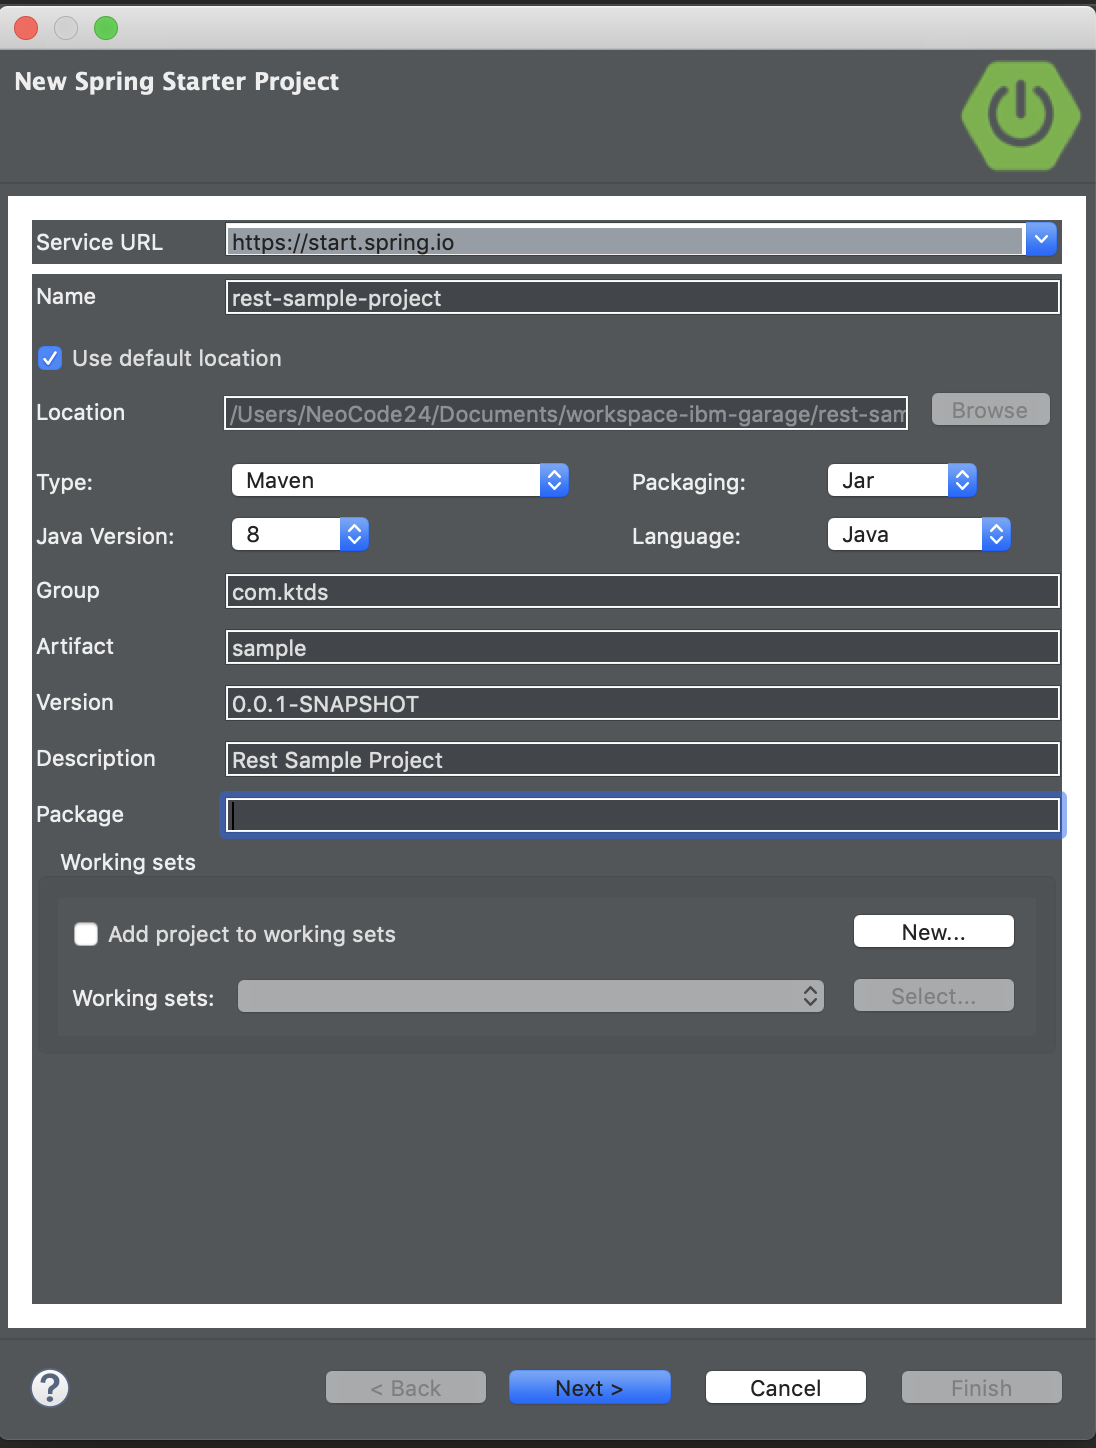 New Spring Starter Project
Service URL https://start.spring.io
Name rest-sample-project
Use default location
Location /Users/NeoCode24/Documents/workspace-ibm-garage/rest-sam Browse
Type: Maven Packaging: Jar
Java Version: 8 Language: Java
Group com.ktds
Artifact sample
Version 0.0.1-SNAPSHOT
Description Rest Sample Project
Package
Working sets
Add project to working sets New...
Working sets: Select...
? < Back Next > Cancel Finish